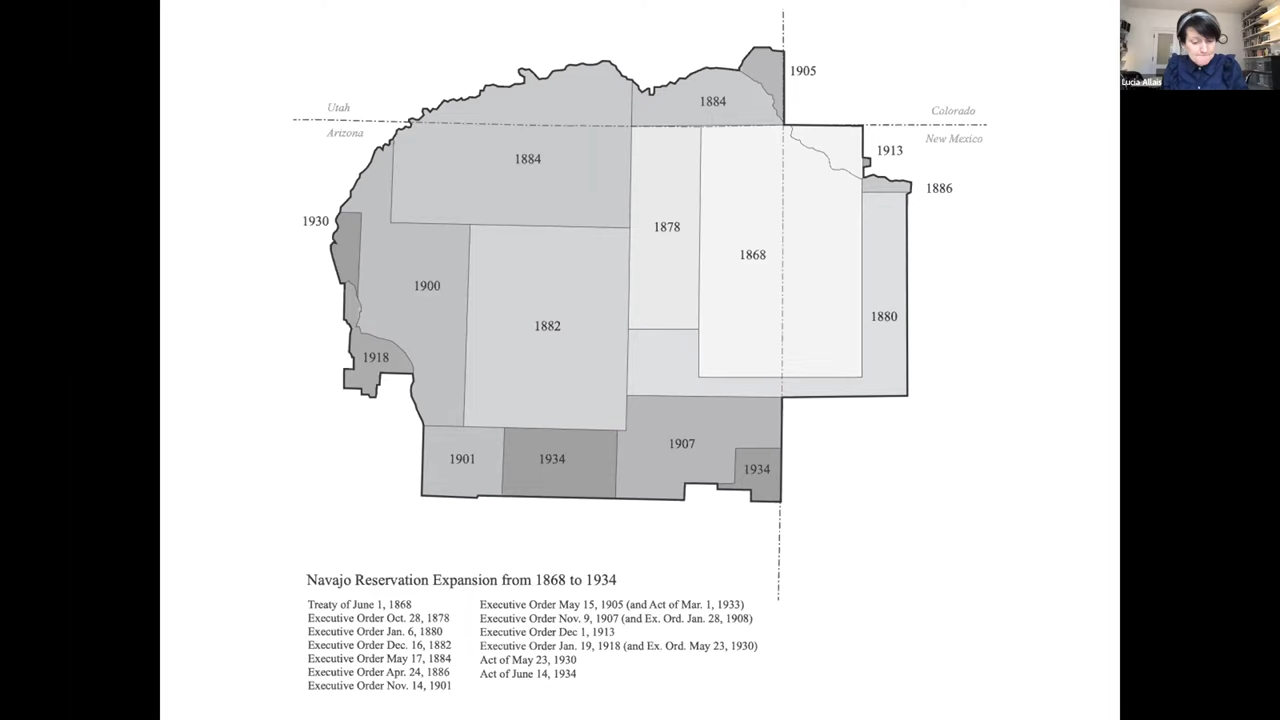 Lucia Allais
1905
1884
Utah
Colorado
Arizona
New Mexico
1913
1884
1886
1930
1878
1868
1900
1880
1882
1918
1907
1901
1934
1934
Navajo Reservation Expansion from 1868 to 1934
Treaty of June 1, 1868
Executive Order Oct. 28, 1878
Executive Order Jan. 6, 1880
Executive Order Dec. 16, 1882
Executive Order May 17, 1884
Executive Order Apr. 24, 1886
Executive Order Nov. 14, 1901
Executive Order May 15, 1905 (and Act of Mar. 1, 1933)
Executive Order Nov. 9, 1907 (and Ex. Ord. Jan. 28, 1908)
Executive Order Dec 1, 1913
Executive Order Jan. 19, 1918 (and Ex. Ord. May 23, 1930)
Act of May 23, 1930
Act of June 14, 1934